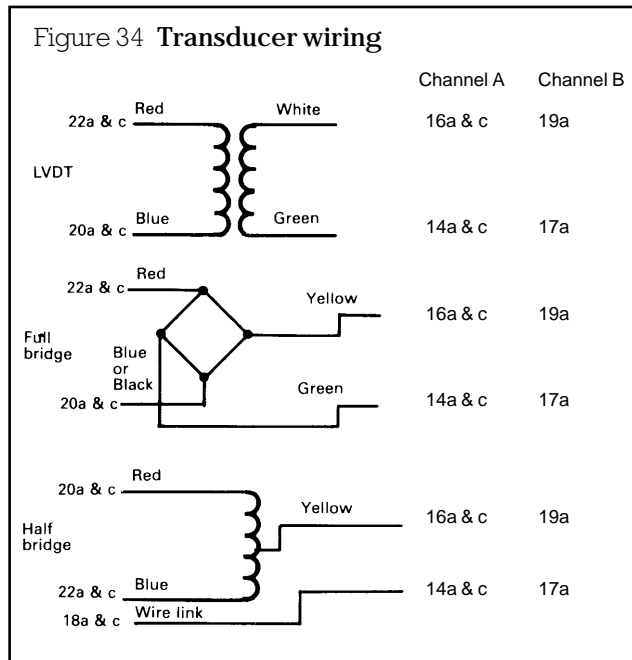 Figure 34 Transducer wiring
Channel A Channel B
22a & c Red White 16a & c 19a
LVDT
20a & c Blue Green 14a & c 17a
22a & c Red Yellow 16a & c 19a
Full
bridge
Blue
or
Black
Green 14a & c 17a
20a & c
20a & c Red
Yellow 16a & c 19a
Half
bridge
22a & c Blue 14a & c 17a
18a & c Wire link